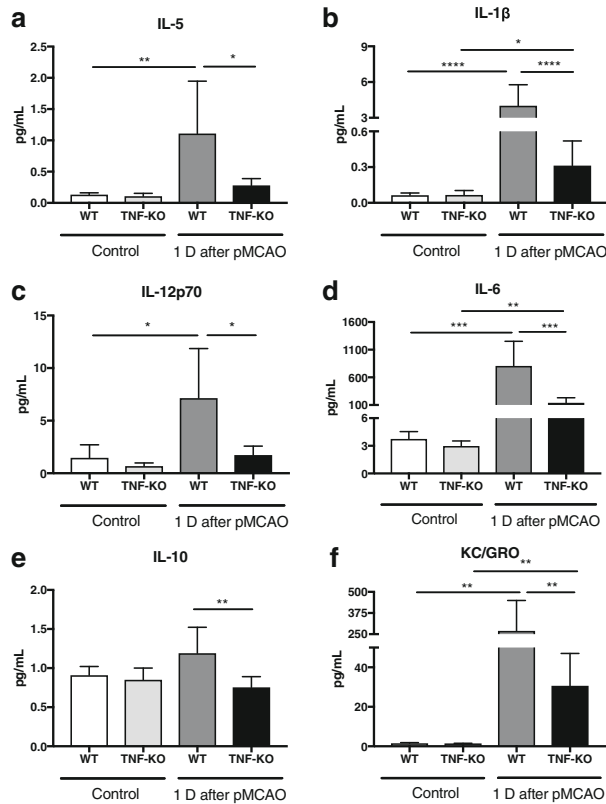 a
IL-5
**
*
2.5
2.0
1.5
1.0
0.5
0.0
pg/mL
WT TNF-KO WT TNF-KO
Control 1 D after pMCAO
b
IL-1β
*
**** ****
9
6
3
0.6
0.3
0.0
pg/mL
WT TNF-KO WT TNF-KO
Control 1 D after pMCAO
c
IL-12p70
* *
15
10
5
0
pg/mL
WT TNF-KO WT TNF-KO
Control 1 D after pMCAO
d
IL-6
**
*** ***
1600
1100
600
100
6
3
0
pg/mL
WT TNF-KO WT TNF-KO
Control 1 D after pMCAO
e
IL-10
**
2.0
1.5
1.0
0.5
0.0
pg/mL
WT TNF-KO WT TNF-KO
Control 1 D after pMCAO
f
KC/GRO
**
** **
500
375
250
40
20
0
pg/mL
WT TNF-KO WT TNF-KO
Control 1 D after pMCAO